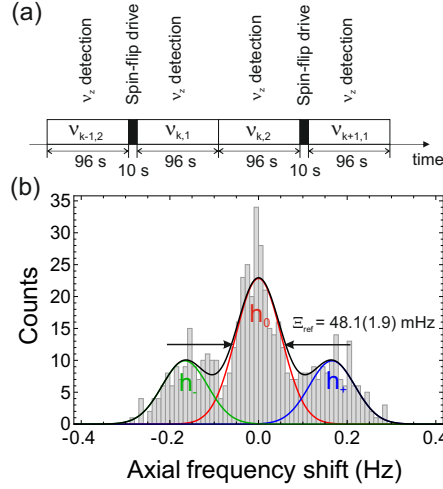 (a)
ν_z detection
Spin-flip drive
ν_z detection
ν_z detection
Spin-flip drive
ν_z detection
ν_{k-1,2} ν_{k,1} ν_{k,2} ν_{k+1,1}
96 s 96 s 96 s 96 s time
10 s 10 s
(b)
35
30
25
20
15
10
5
0
Counts
h_0
Ξ_ref = 48.1(1.9) mHz
h_-
h_+
-0.4 -0.2 0.0 0.2 0.4
Axial frequency shift (Hz)